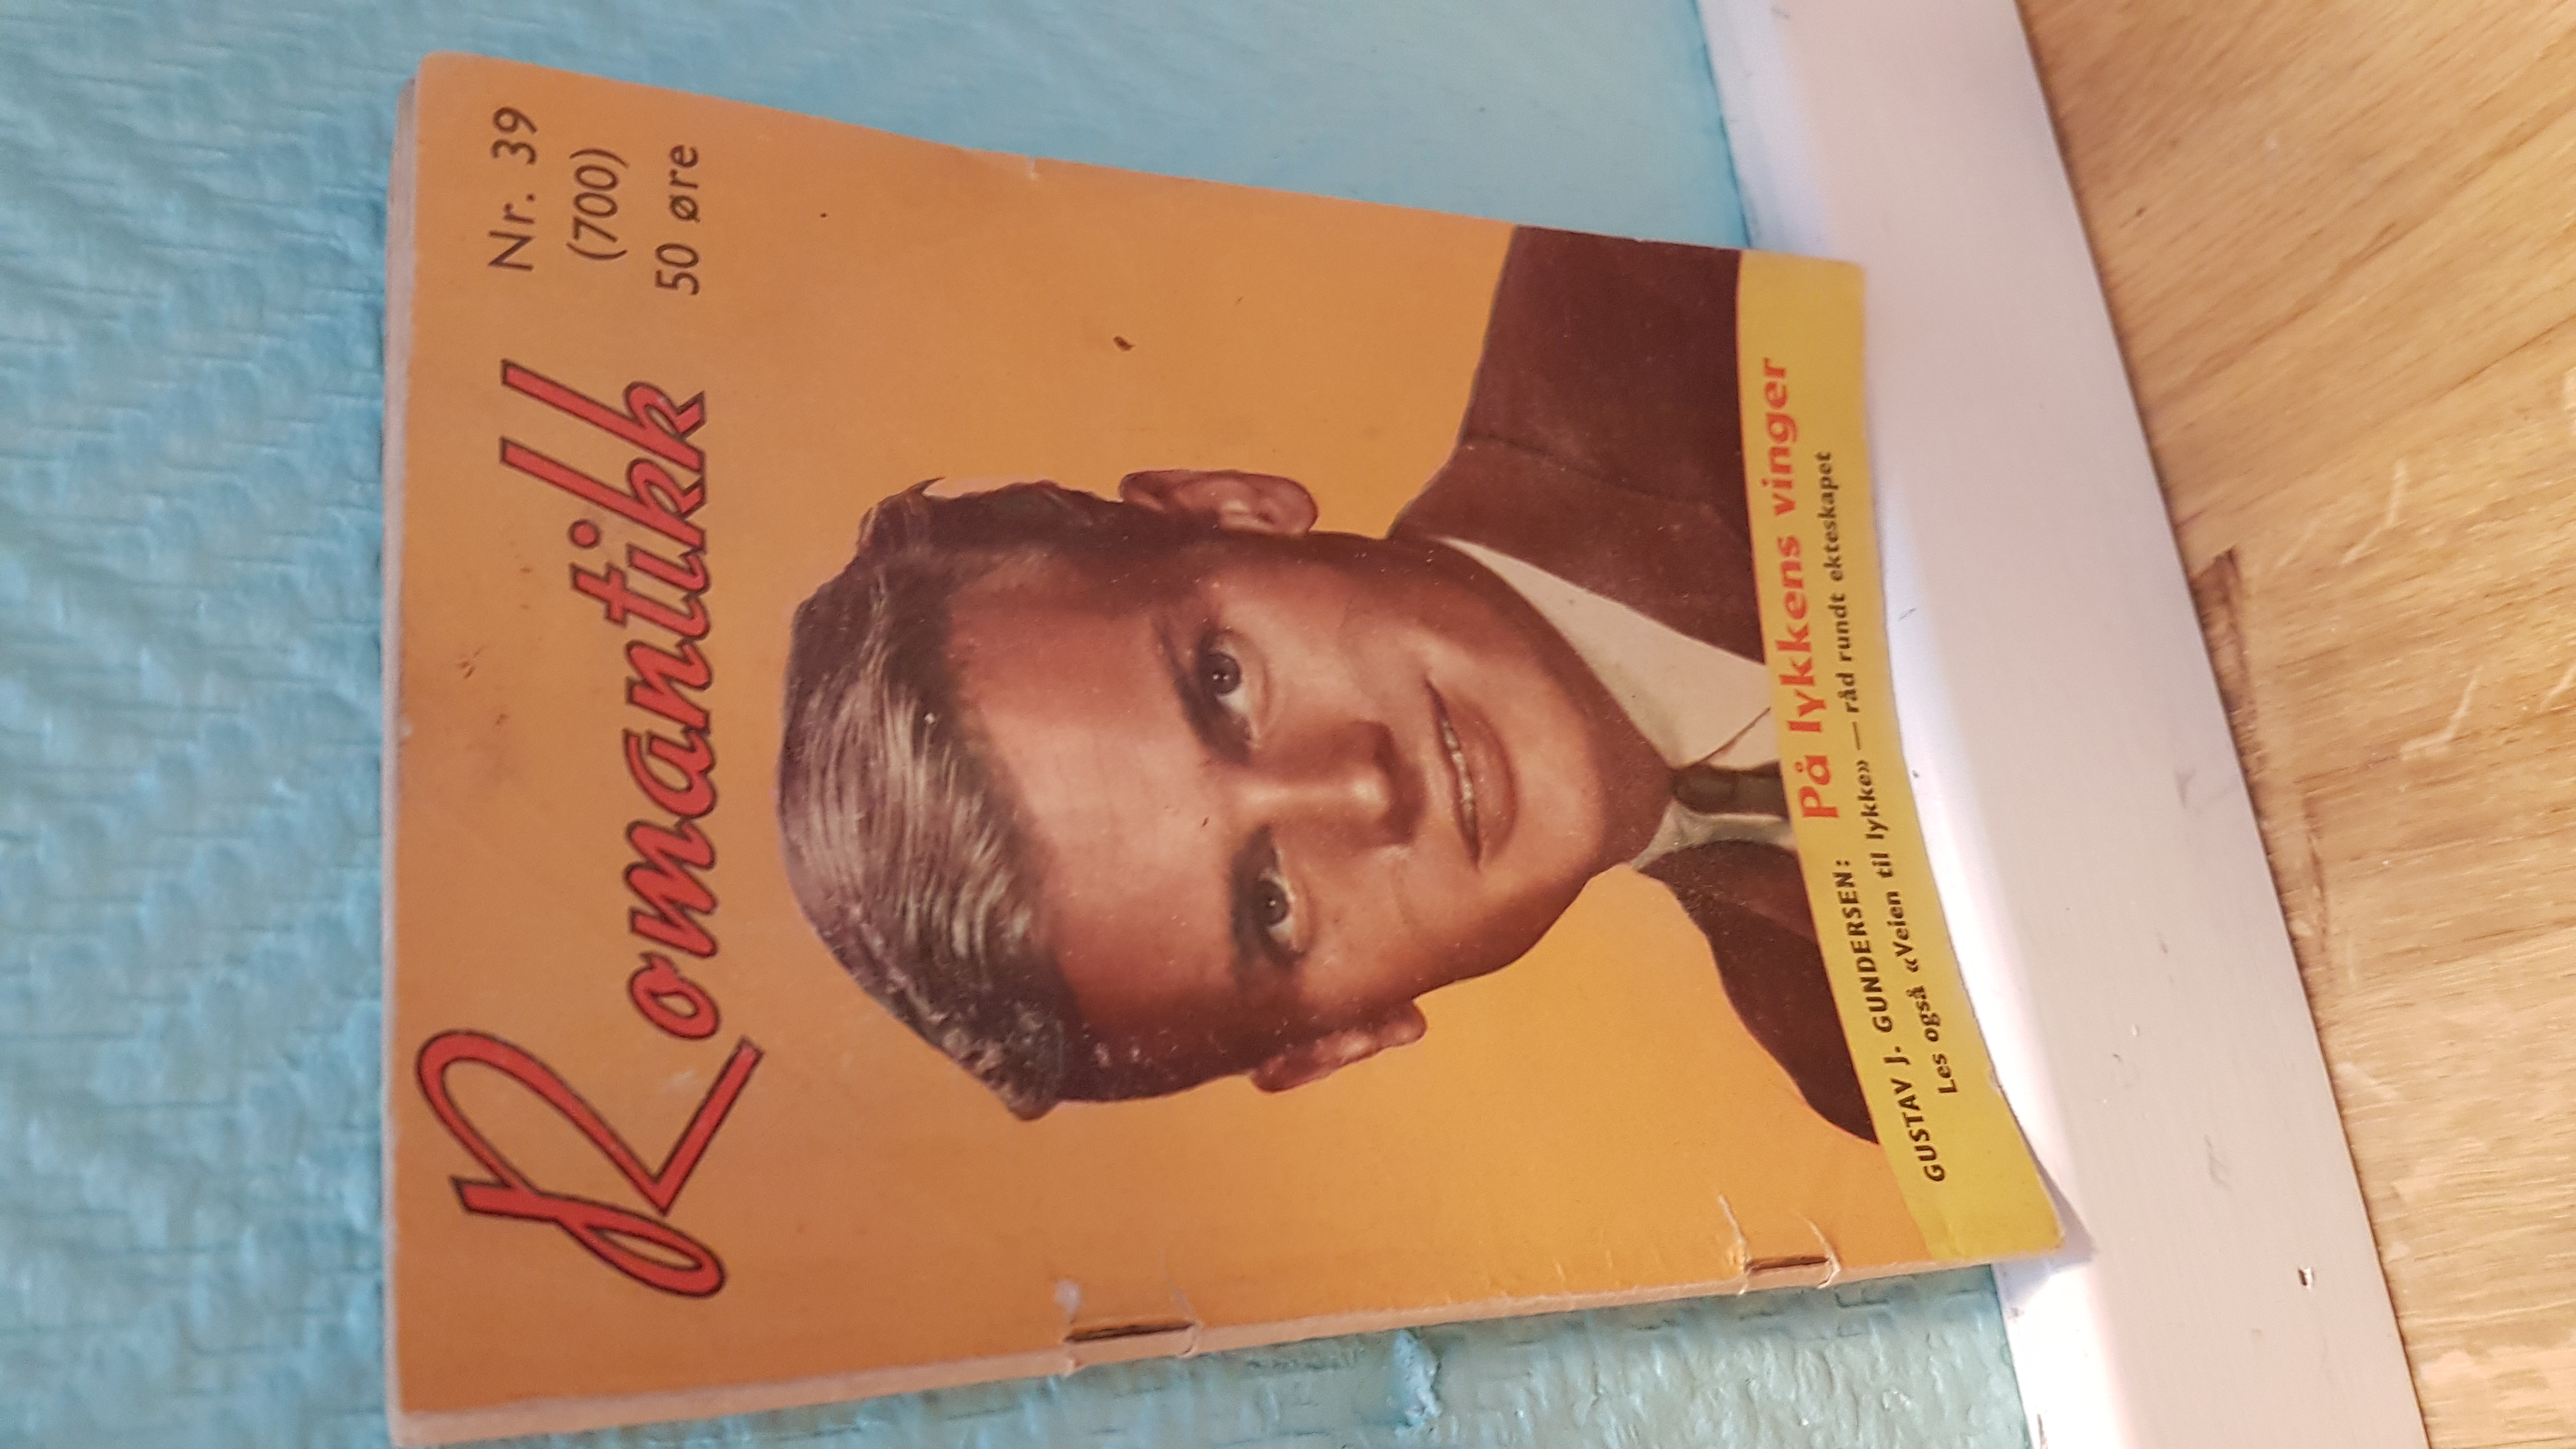 Romantikk
Nr. 39
(700)
50 øre
GUSTAV J. GUNDERSEN: På lykkens vinger
Les også «Veien til lykke» — råd rundt ekteskapet